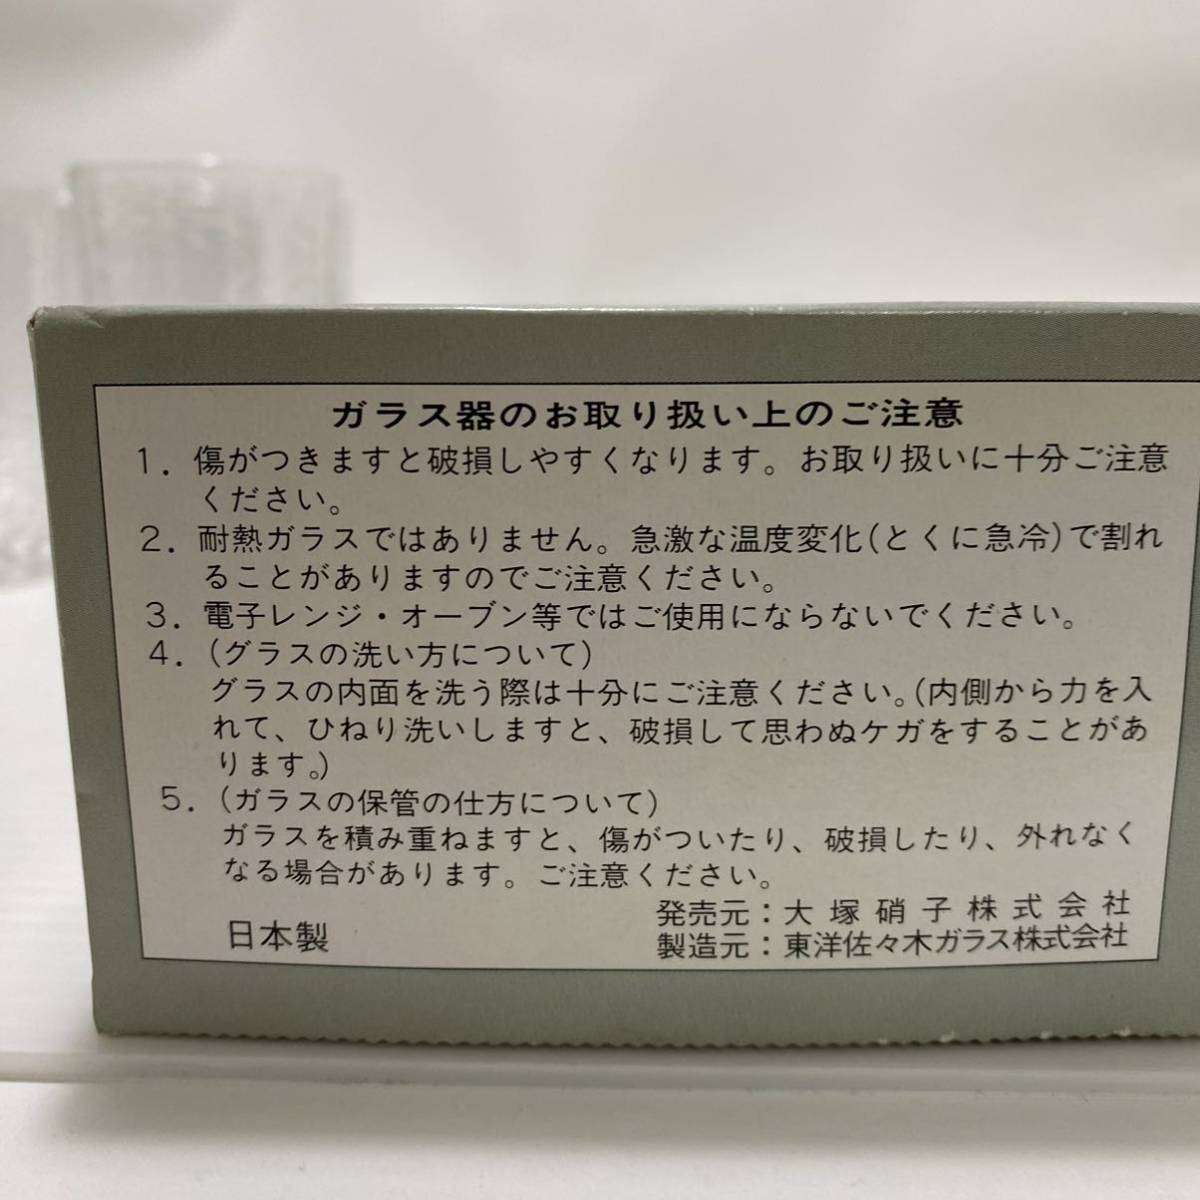 ガラス器のお取り扱い上のご注意
1. 傷がつきますと破損しやすくなります。お取り扱いに十分ご注意
ください。
2. 耐熱ガラスではありません。急激な温度変化(とくに急冷)で割れ
ることがありますのでご注意ください。
3. 電子レンジ・オーブン等ではご使用にならないでください。
4. (グラスの洗い方について)
グラスの内面を洗う際は十分にご注意ください。(内側から力を入
れて、ひねり洗いしますと、破損して思わぬケガをすることがあ
ります。)
5. (ガラスの保管の仕方について)
ガラスを積み重ねますと、傷がついたり、破損したり、外れなく
なる場合があります。ご注意ください。
発売元:大塚硝子株式会社
日本製
製造元:東洋佐々木ガラス株式会社